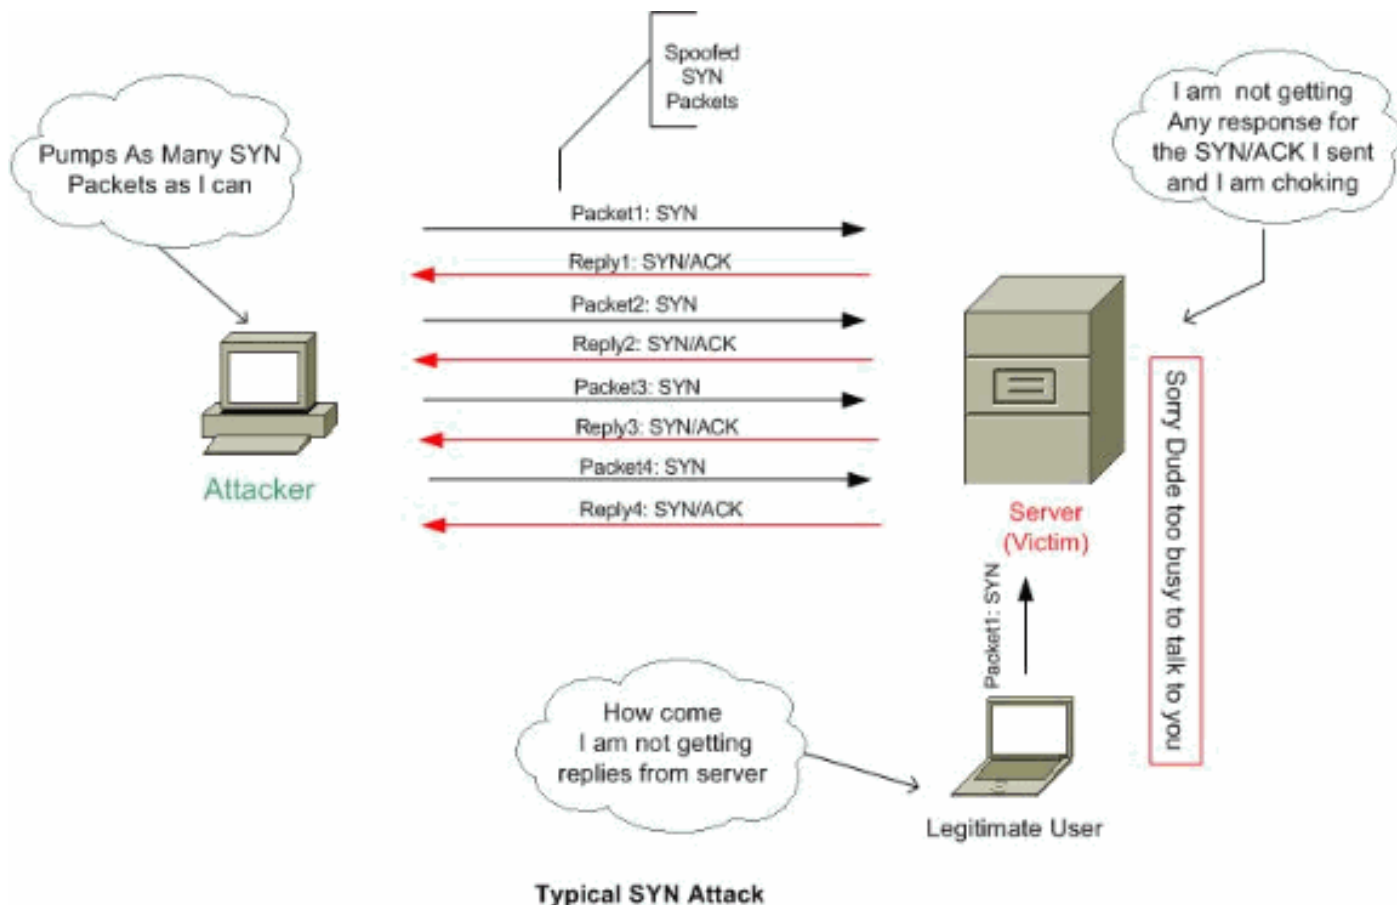 Spoofed
SYN
Packets
Pumps As Many SYN
Packets as I can
I am not getting
Any response for
the SYN/ACK I sent
and I am choking
Packet1: SYN
Reply1: SYN/ACK
Packet2: SYN
Reply2: SYN/ACK
Packet3: SYN
Reply3: SYN/ACK
Packet4: SYN
Reply4: SYN/ACK
Attacker
Server
(Victim)
Sorry Dude too busy to talk to you
Packet1: SYN
How come
I am not getting
replies from server
Legitimate User
Typical SYN Attack